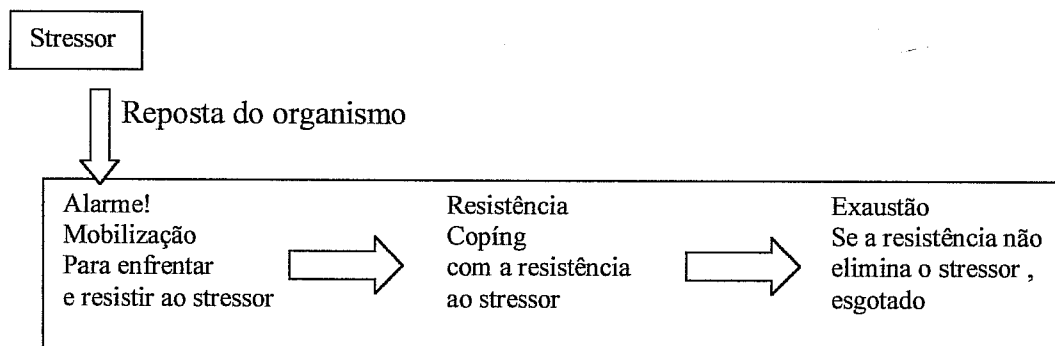 Stressor
Reposta do organismo
Alarme!
Mobilização
Para enfrentar
e resistir ao stressor
Resistência
Copíng
com a resistência
ao stressor
Exaustão
Se a resistência não
elimina o stressor ,
esgotado